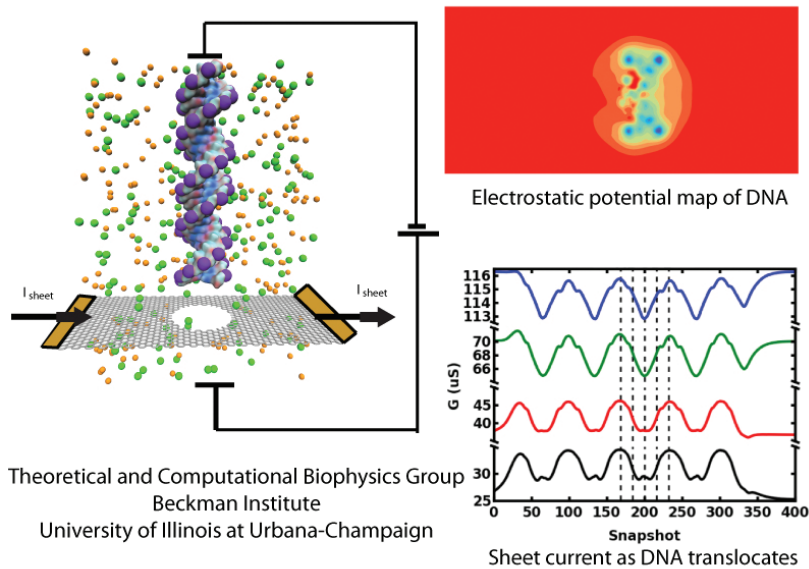 Electrostatic potential map of DNA
I sheet
I sheet
Theoretical and Computational Biophysics Group
Beckman Institute
University of Illinois at Urbana-Champaign
G (uS)
116
115
114
113
70
68
66
45
40
30
25
0 50 100 150 200 250 300 350 400
Snapshot
Sheet current as DNA translocates